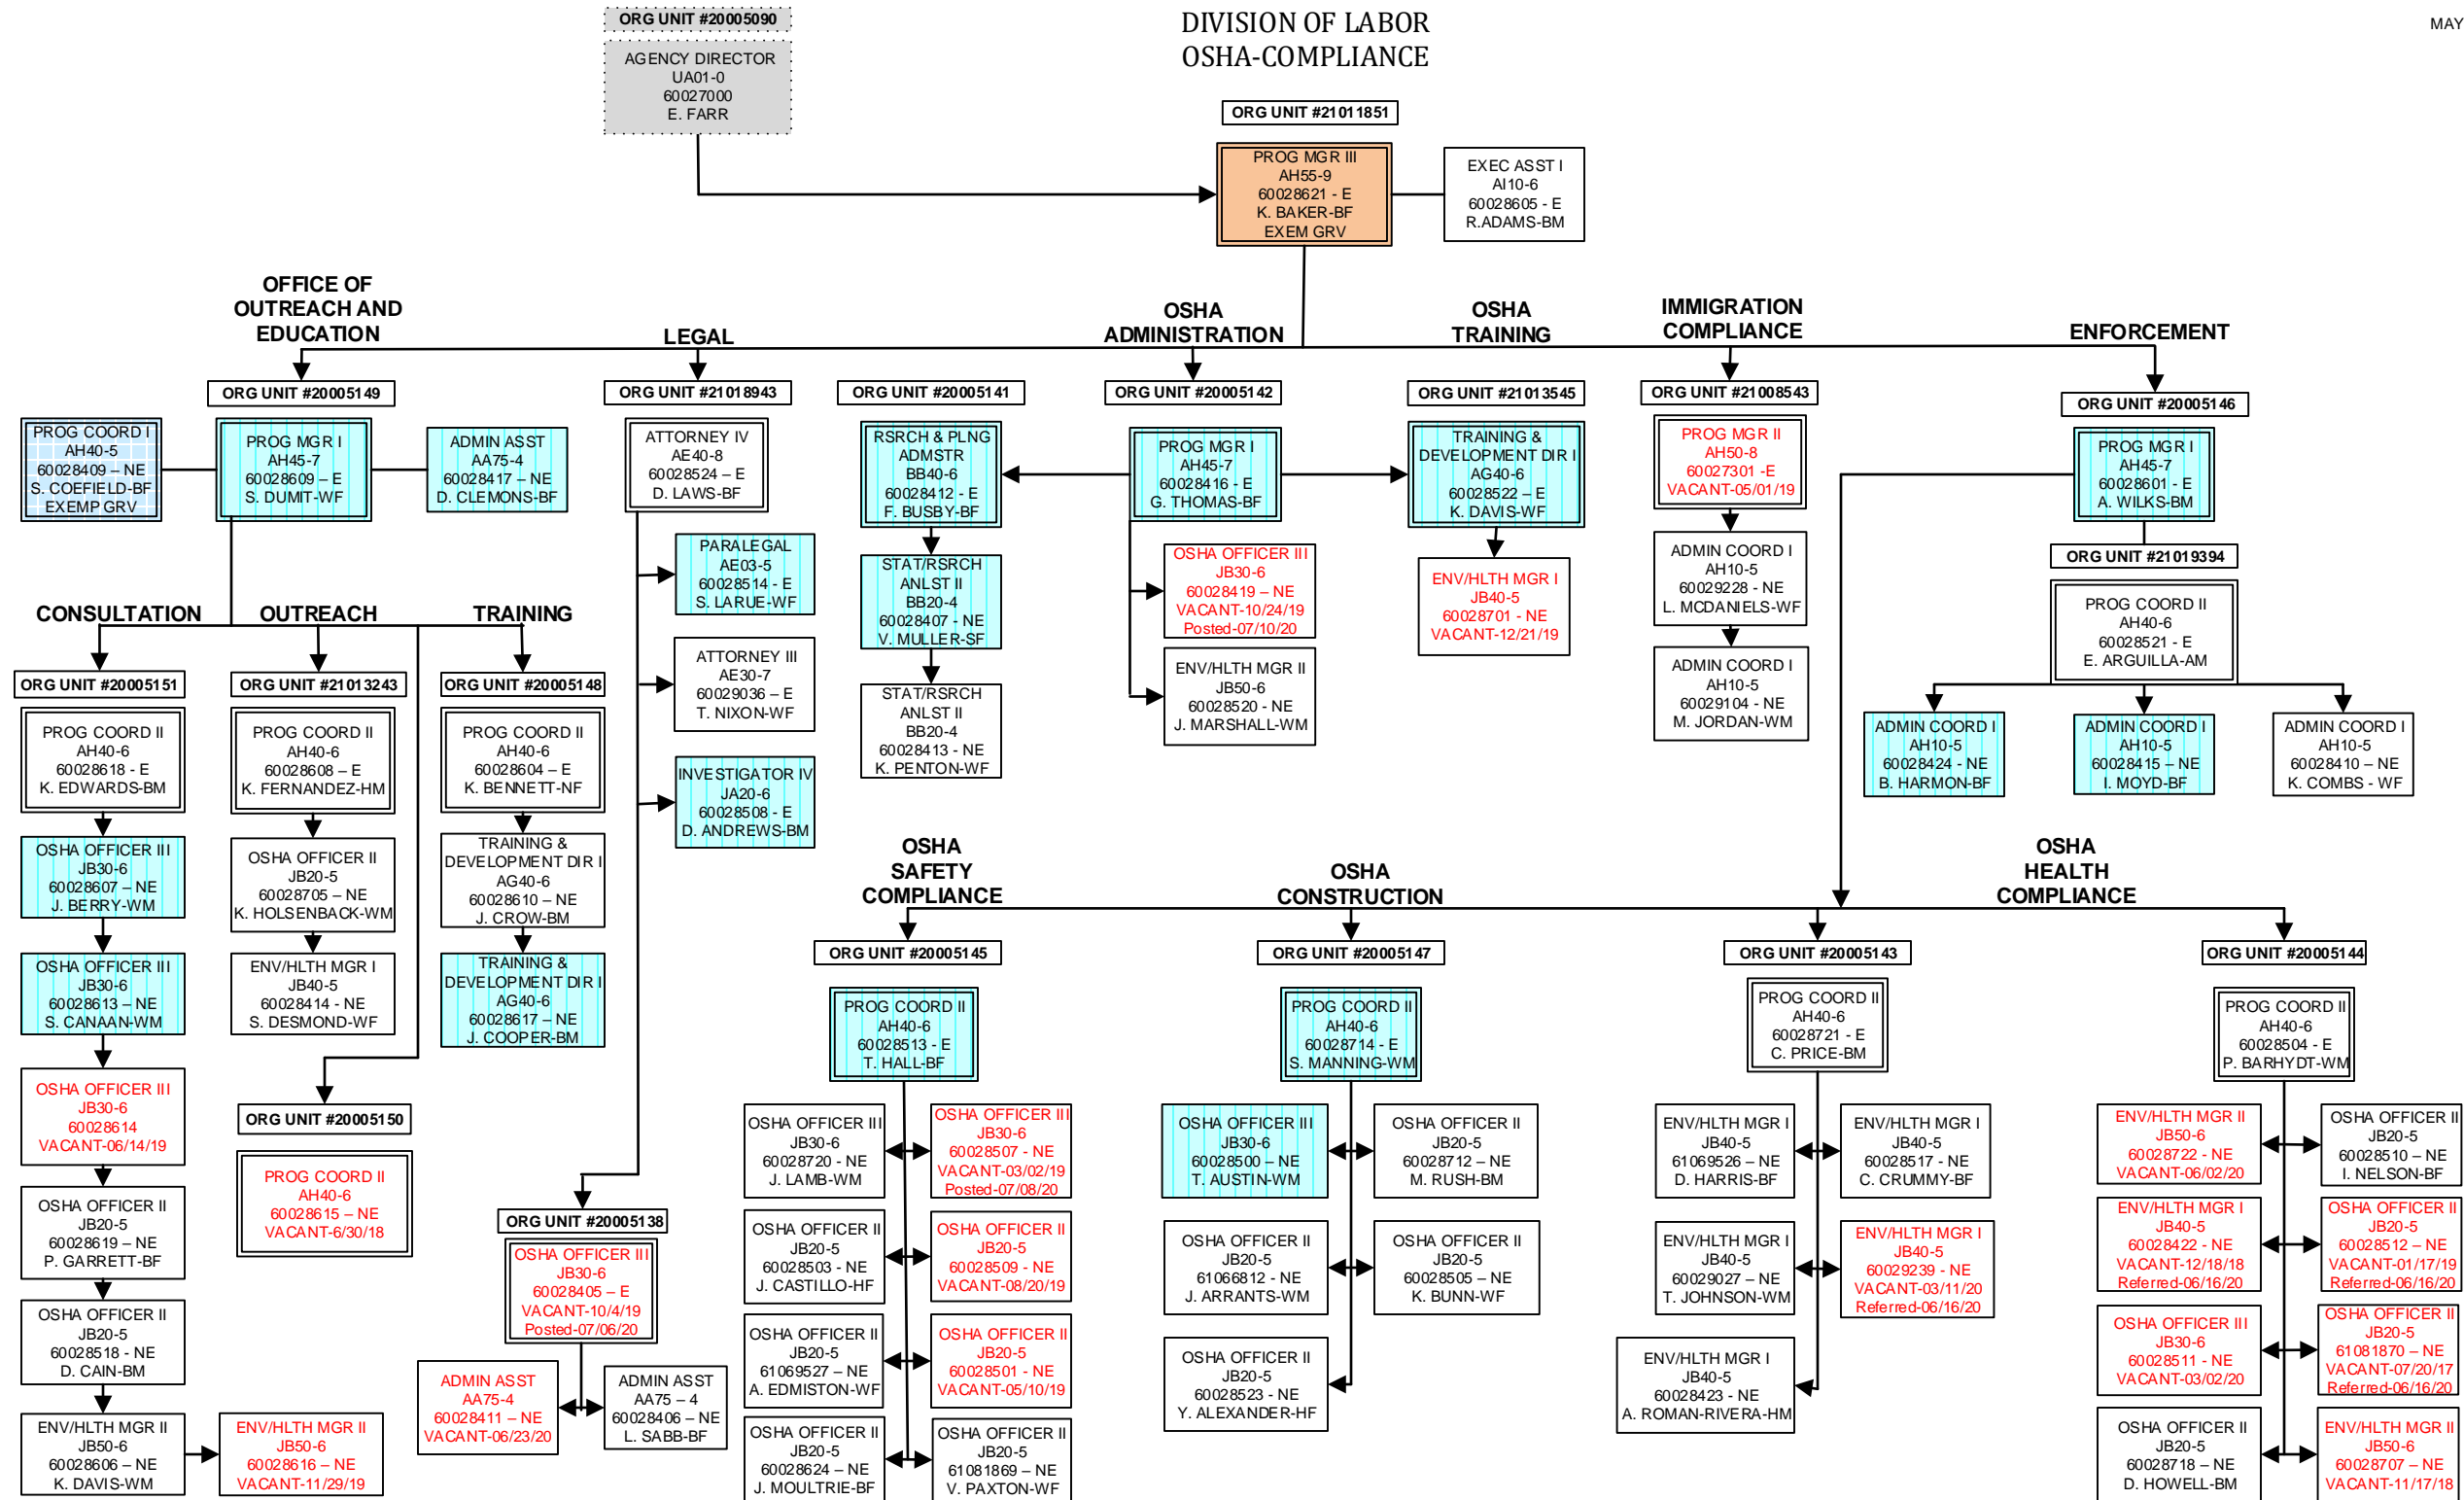 ORG UNIT #20005090
AGENCY DIRECTOR
UA01-0
60027000
E. FARR
DIVISION OF LABOR
OSHA-COMPLIANCE
MAY
ORG UNIT #21011851
PROG MGR III
AH55-9
60028621 - E
K. BAKER-BF
EXEM GRV
EXEC ASST I
AI10-6
60028605 - E
R.ADAMS-BM
OFFICE OF
OUTREACH AND
EDUCATION
LEGAL
OSHA
ADMINISTRATION
OSHA
TRAINING
IMMIGRATION
COMPLIANCE
ENFORCEMENT
ORG UNIT #20005149
PROG COORD I
AH40-5
60028409 – NE
S. COEFIELD-BF
EXEMP GRV
PROG MGR I
AH45-7
60028609 – E
S. DUMIT-WF
ADMIN ASST
AA75-4
60028417 – NE
D. CLEMONS-BF
ORG UNIT #21018943
ATTORNEY IV
AE40-8
60028524 – E
D. LAWS-BF
PARALEGAL
AE03-5
60028514 - E
S. LARUE-WF
ATTORNEY III
AE30-7
60029036 – E
T. NIXON-WF
INVESTIGATOR IV
JA20-6
60028508 - E
D. ANDREWS-BM
ORG UNIT #20005141
RSRCH & PLNG
ADMSTR
BB40-6
60028412 - E
F. BUSBY-BF
STAT/RSRCH
ANLST II
BB20-4
60028407 - NE
V. MULLER-SF
STAT/RSRCH
ANLST II
BB20-4
60028413 - NE
K. PENTON-WF
ORG UNIT #20005142
PROG MGR I
AH45-7
60028416 - E
G. THOMAS-BF
OSHA OFFICER III
JB30-6
60028419 – NE
VACANT-10/24/19
Posted-07/10/20
ENV/HLTH MGR II
JB50-6
60028520 - NE
J. MARSHALL-WM
ORG UNIT #21013545
TRAINING &
DEVELOPMENT DIR I
AG40-6
60028522 – E
K. DAVIS-WF
ENV/HLTH MGR I
JB40-5
60028701 - NE
VACANT-12/21/19
ORG UNIT #21008543
PROG MGR II
AH50-8
60027301 -E
VACANT-05/01/19
ADMIN COORD I
AH10-5
60029228 - NE
L. MCDANIELS-WF
ADMIN COORD I
AH10-5
60029104 - NE
M. JORDAN-WM
ORG UNIT #20005146
PROG MGR I
AH45-7
60028601 - E
A. WILKS-BM
ORG UNIT #21019394
PROG COORD II
AH40-6
60028521 - E
E. ARGUILLA-AM
ADMIN COORD I
AH10-5
60028424 - NE
B. HARMON-BF
ADMIN COORD I
AH10-5
60028415 – NE
I. MOYD-BF
ADMIN COORD I
AH10-5
60028410 – NE
K. COMBS - WF
CONSULTATION
OUTREACH
TRAINING
ORG UNIT #20005151
PROG COORD II
AH40-6
60028618 - E
K. EDWARDS-BM
OSHA OFFICER III
JB30-6
60028607 – NE
J. BERRY-WM
OSHA OFFICER III
JB30-6
60028613 – NE
S. CANAAN-WM
OSHA OFFICER III
JB30-6
60028614
VACANT-06/14/19
OSHA OFFICER II
JB20-5
60028619 – NE
P. GARRETT-BF
OSHA OFFICER II
JB20-5
60028518 - NE
D. CAIN-BM
ENV/HLTH MGR II
JB50-6
60028606 – NE
K. DAVIS-WM
ENV/HLTH MGR II
JB50-6
60028616 – NE
VACANT-11/29/19
ORG UNIT #21013243
PROG COORD II
AH40-6
60028608 – E
K. FERNANDEZ-HM
OSHA OFFICER II
JB20-5
60028705 – NE
K. HOLSENBACK-WM
ENV/HLTH MGR I
JB40-5
60028414 - NE
S. DESMOND-WF
ORG UNIT #20005150
PROG COORD II
AH40-6
60028615 – NE
VACANT-6/30/18
ORG UNIT #20005148
PROG COORD II
AH40-6
60028604 – E
K. BENNETT-NF
TRAINING &
DEVELOPMENT DIR I
AG40-6
60028610 – NE
J. CROW-BM
TRAINING &
DEVELOPMENT DIR I
AG40-6
60028617 – NE
J. COOPER-BM
ORG UNIT #20005138
OSHA OFFICER III
JB30-6
60028405 – E
VACANT-10/4/19
Posted-07/06/20
ADMIN ASST
AA75-4
60028411 – NE
VACANT-06/23/20
ADMIN ASST
AA75 – 4
60028406 – NE
L. SABB-BF
OSHA
SAFETY
COMPLIANCE
OSHA
CONSTRUCTION
OSHA
HEALTH
COMPLIANCE
ORG UNIT #20005145
PROG COORD II
AH40-6
60028513 - E
T. HALL-BF
OSHA OFFICER III
JB30-6
60028720 - NE
J. LAMB-WM
OSHA OFFICER III
JB30-6
60028507 - NE
VACANT-03/02/19
Posted-07/08/20
OSHA OFFICER II
JB20-5
60028503 - NE
J. CASTILLO-HF
OSHA OFFICER II
JB20-5
60028509 - NE
VACANT-08/20/19
OSHA OFFICER II
JB20-5
61069527 – NE
A. EDMISTON-WF
OSHA OFFICER II
JB20-5
60028501 - NE
VACANT-05/10/19
OSHA OFFICER II
JB20-5
60028624 – NE
J. MOULTRIE-BF
OSHA OFFICER II
JB20-5
61081869 – NE
V. PAXTON-WF
ORG UNIT #20005147
PROG COORD II
AH40-6
60028714 - E
S. MANNING-WM
OSHA OFFICER III
JB30-6
60028500 – NE
T. AUSTIN-WM
OSHA OFFICER II
JB20-5
60028712 – NE
M. RUSH-BM
OSHA OFFICER II
JB20-5
61066812 - NE
J. ARRANTS-WM
OSHA OFFICER II
JB20-5
60028505 – NE
K. BUNN-WF
OSHA OFFICER II
JB20-5
60028523 - NE
Y. ALEXANDER-HF
ORG UNIT #20005143
PROG COORD II
AH40-6
60028721 - E
C. PRICE-BM
ENV/HLTH MGR I
JB40-5
61069526 – NE
D. HARRIS-BF
ENV/HLTH MGR I
JB40-5
60028517 - NE
C. CRUMMY-BF
ENV/HLTH MGR I
JB40-5
60029027 – NE
T. JOHNSON-WM
ENV/HLTH MGR I
JB40-5
60029239 – NE
VACANT-03/11/20
Referred-06/16/20
ENV/HLTH MGR I
JB40-5
60028423 - NE
A. ROMAN-RIVERA-HM
ORG UNIT #20005144
PROG COORD II
AH40-6
60028504 - E
P. BARHYDT-WM
ENV/HLTH MGR II
JB50-6
60028722 - NE
VACANT-06/02/20
OSHA OFFICER II
JB20-5
60028510 – NE
I. NELSON-BF
ENV/HLTH MGR I
JB40-5
60028422 - NE
VACANT-12/18/18
Referred-06/16/20
OSHA OFFICER II
JB20-5
60028512 – NE
VACANT-01/17/19
Referred-06/16/20
OSHA OFFICER III
JB30-6
60028511 - NE
VACANT-03/02/20
OSHA OFFICER II
JB20-5
61081870 – NE
VACANT-07/20/17
Referred-06/16/20
OSHA OFFICER II
JB20-5
60028718 – NE
D. HOWELL-BM
ENV/HLTH MGR II
JB50-6
60028707 – NE
VACANT-11/17/18